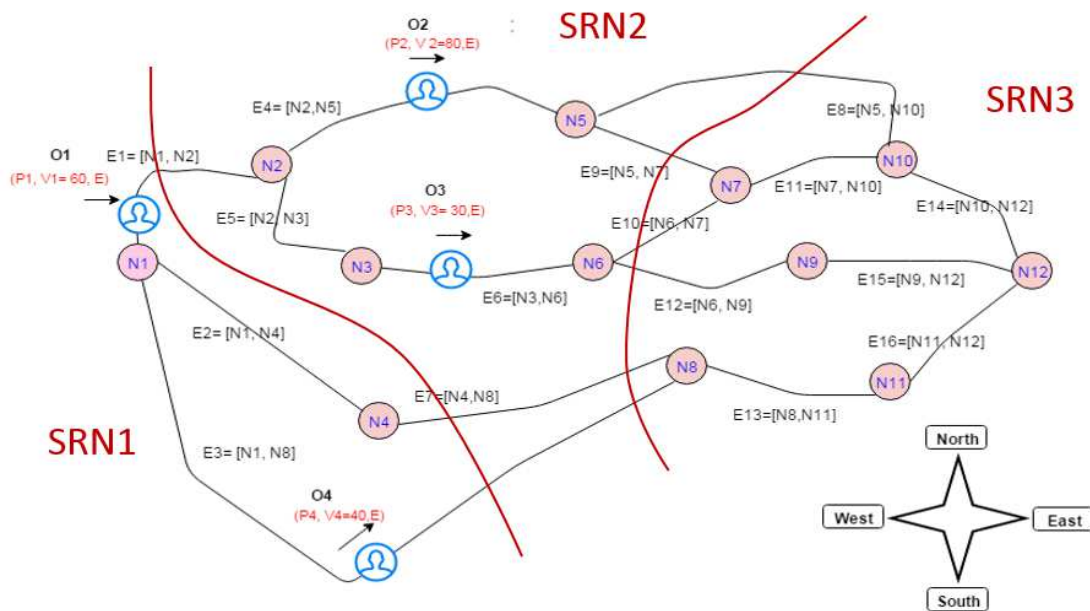 SRN2
:
O2
(P2, V 2=80,E)
SRN3
E4= [N2,N5]
E8=[N5, N10]
N5
O1
E1= [N1, N2]
N2
N10
(P1, V1= 60, E)
E9=[N5, N7]
N7
E11=[N7, N10]
O3
(P3, V3= 30,E)
E14=[N10, N12]
E5= [N2, N3]
E10=[N6, N7]
N1
N3
N6
N9
N12
E6=[N3,N6]
E12=[N6, N9]
E15=[N9, N12]
E2= [N1, N4]
E16=[N11, N12]
N8
N11
E7=[N4,N8]
N4
E13=[N8,N11]
SRN1
E3= [N1, N8]
North
O4
(P4, V4=40,E)
West
East
South